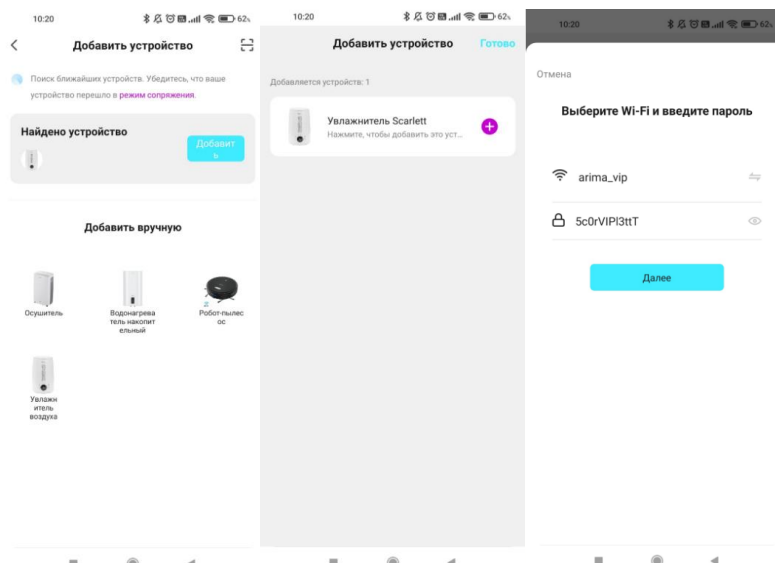 10:20
62%
Добавить устройство
Поиск ближайших устройств. Убедитесь, что ваше
устройство перешло в режим сопряжения.
Найдено устройство
Добавит
ь
Добавить вручную
Осушитель
Водонагрева
тель накопит
ельный
Робот-пылес
ос
Увлажн
итель
воздуха
10:20
62%
Добавить устройство
Готово
Добавляется устройств: 1
Увлажнитель Scarlett
Нажмите, чтобы добавить это уст...
10:20
62%
Отмена
Выберите Wi-Fi и введите пароль
arima_vip
5c0rVIPl3ttT
Далее